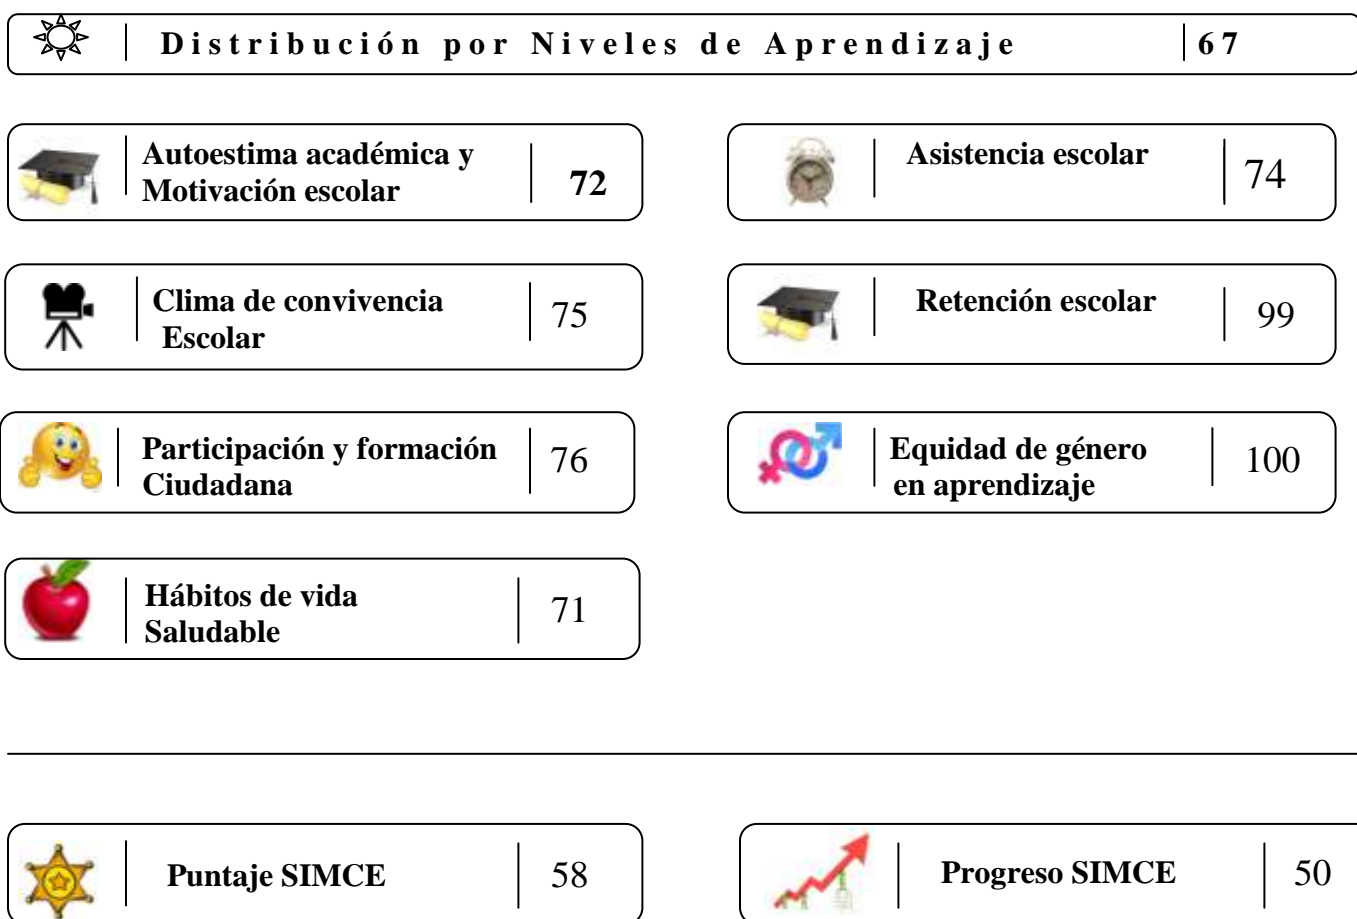 Distribución por Niveles de Aprendizaje 67
Autoestima académica y
Motivación escolar 72
Asistencia escolar 74
Clima de convivencia
Escolar 75
Retención escolar 99
Participación y formación
Ciudadana 76
Equidad de género
en aprendizaje 100
Hábitos de vida
Saludable 71
Puntaje SIMCE 58
Progreso SIMCE 50